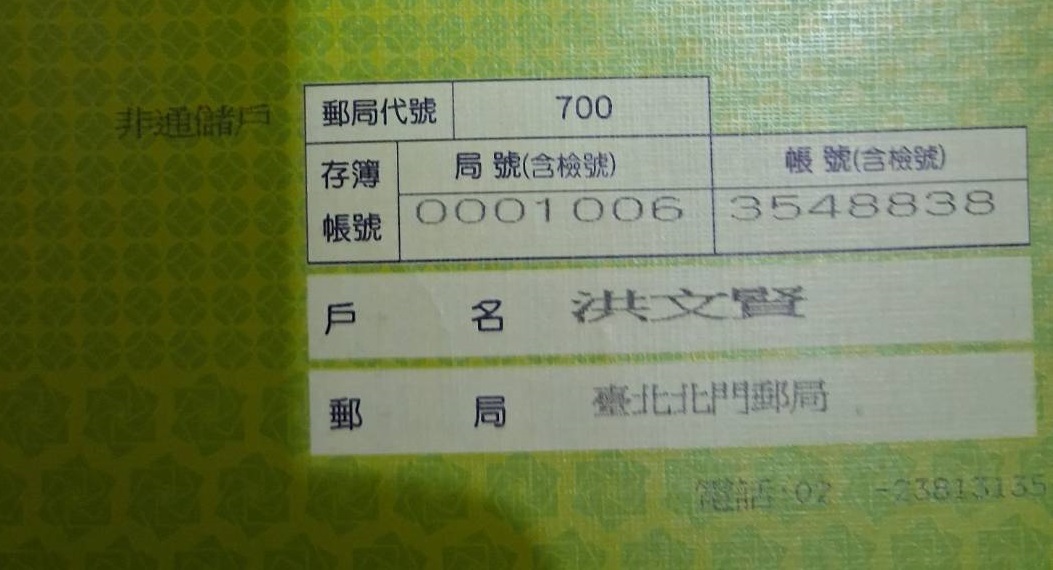 非通儲戶
郵局代號 700
存簿帳號 局號(含檢號) 帳號(含檢號)
0001006 3548838
戶名 洪文賢
郵局 臺北北門郵局
電話:02 -23813135